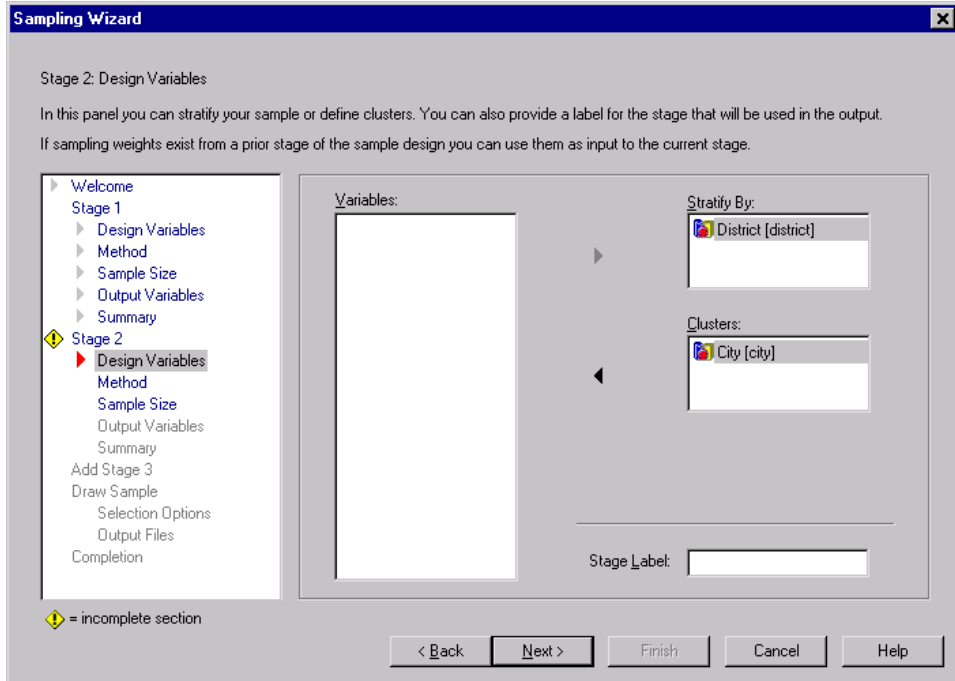 Sampling Wizard
Stage 2: Design Variables
In this panel you can stratify your sample or define clusters. You can also provide a label for the stage that will be used in the output.
If sampling weights exist from a prior stage of the sample design you can use them as input to the current stage.
Welcome
Stage 1
Design Variables
Method
Sample Size
Output Variables
Summary
Stage 2
Design Variables
Method
Sample Size
Output Variables
Summary
Add Stage 3
Draw Sample
Selection Options
Output Files
Completion
! = incomplete section
Variables:
Stratify By:
District [district]
Clusters:
City [city]
Stage Label:
< Back
Next >
Finish
Cancel
Help